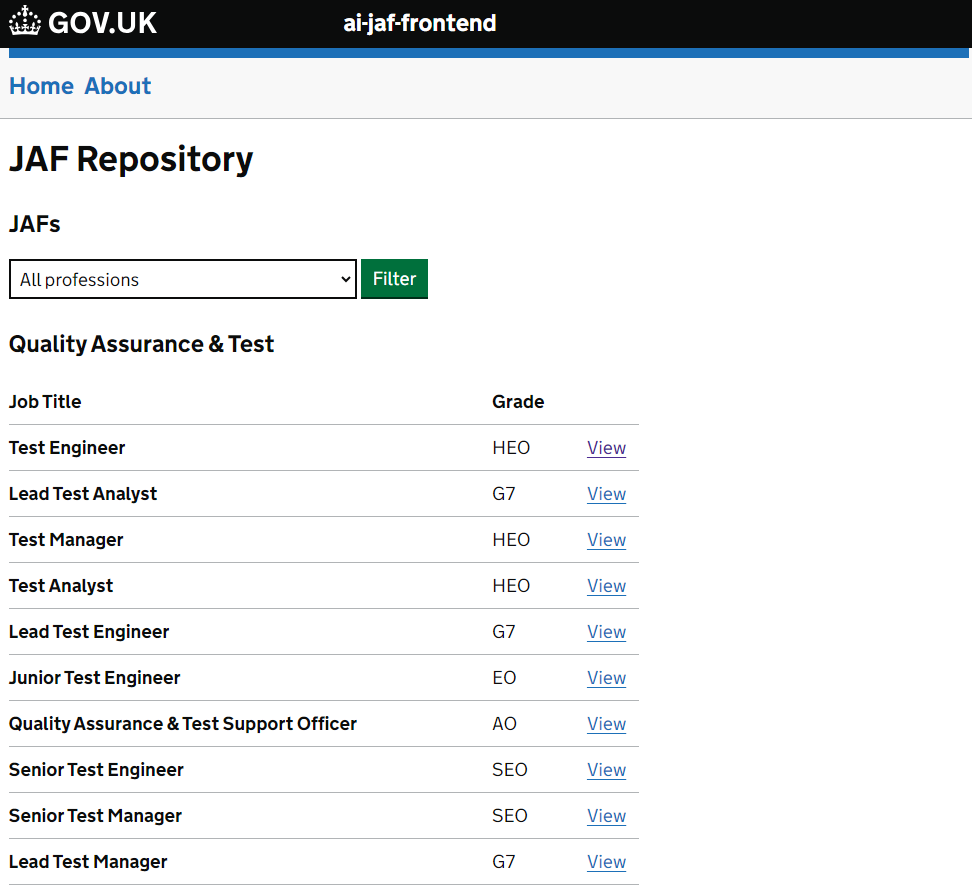 GOV.UK ai-jaf-frontend
Home About
JAF Repository
JAFs
All professions Filter
Quality Assurance & Test
Job Title Grade
Test Engineer HEO View
Lead Test Analyst G7 View
Test Manager HEO View
Test Analyst HEO View
Lead Test Engineer G7 View
Junior Test Engineer EO View
Quality Assurance & Test Support Officer AO View
Senior Test Engineer SEO View
Senior Test Manager SEO View
Lead Test Manager G7 View